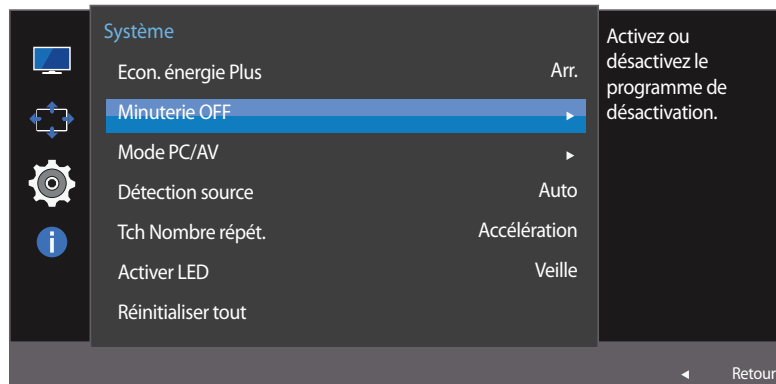 Système
Econ. énergie Plus Arr.
Minuterie OFF
Mode PC/AV
Détection source Auto
Tch Nombre répét. Accélération
Activer LED Veille
Réinitialiser tout
Activez ou
désactivez le
programme de
désactivation.
Retour